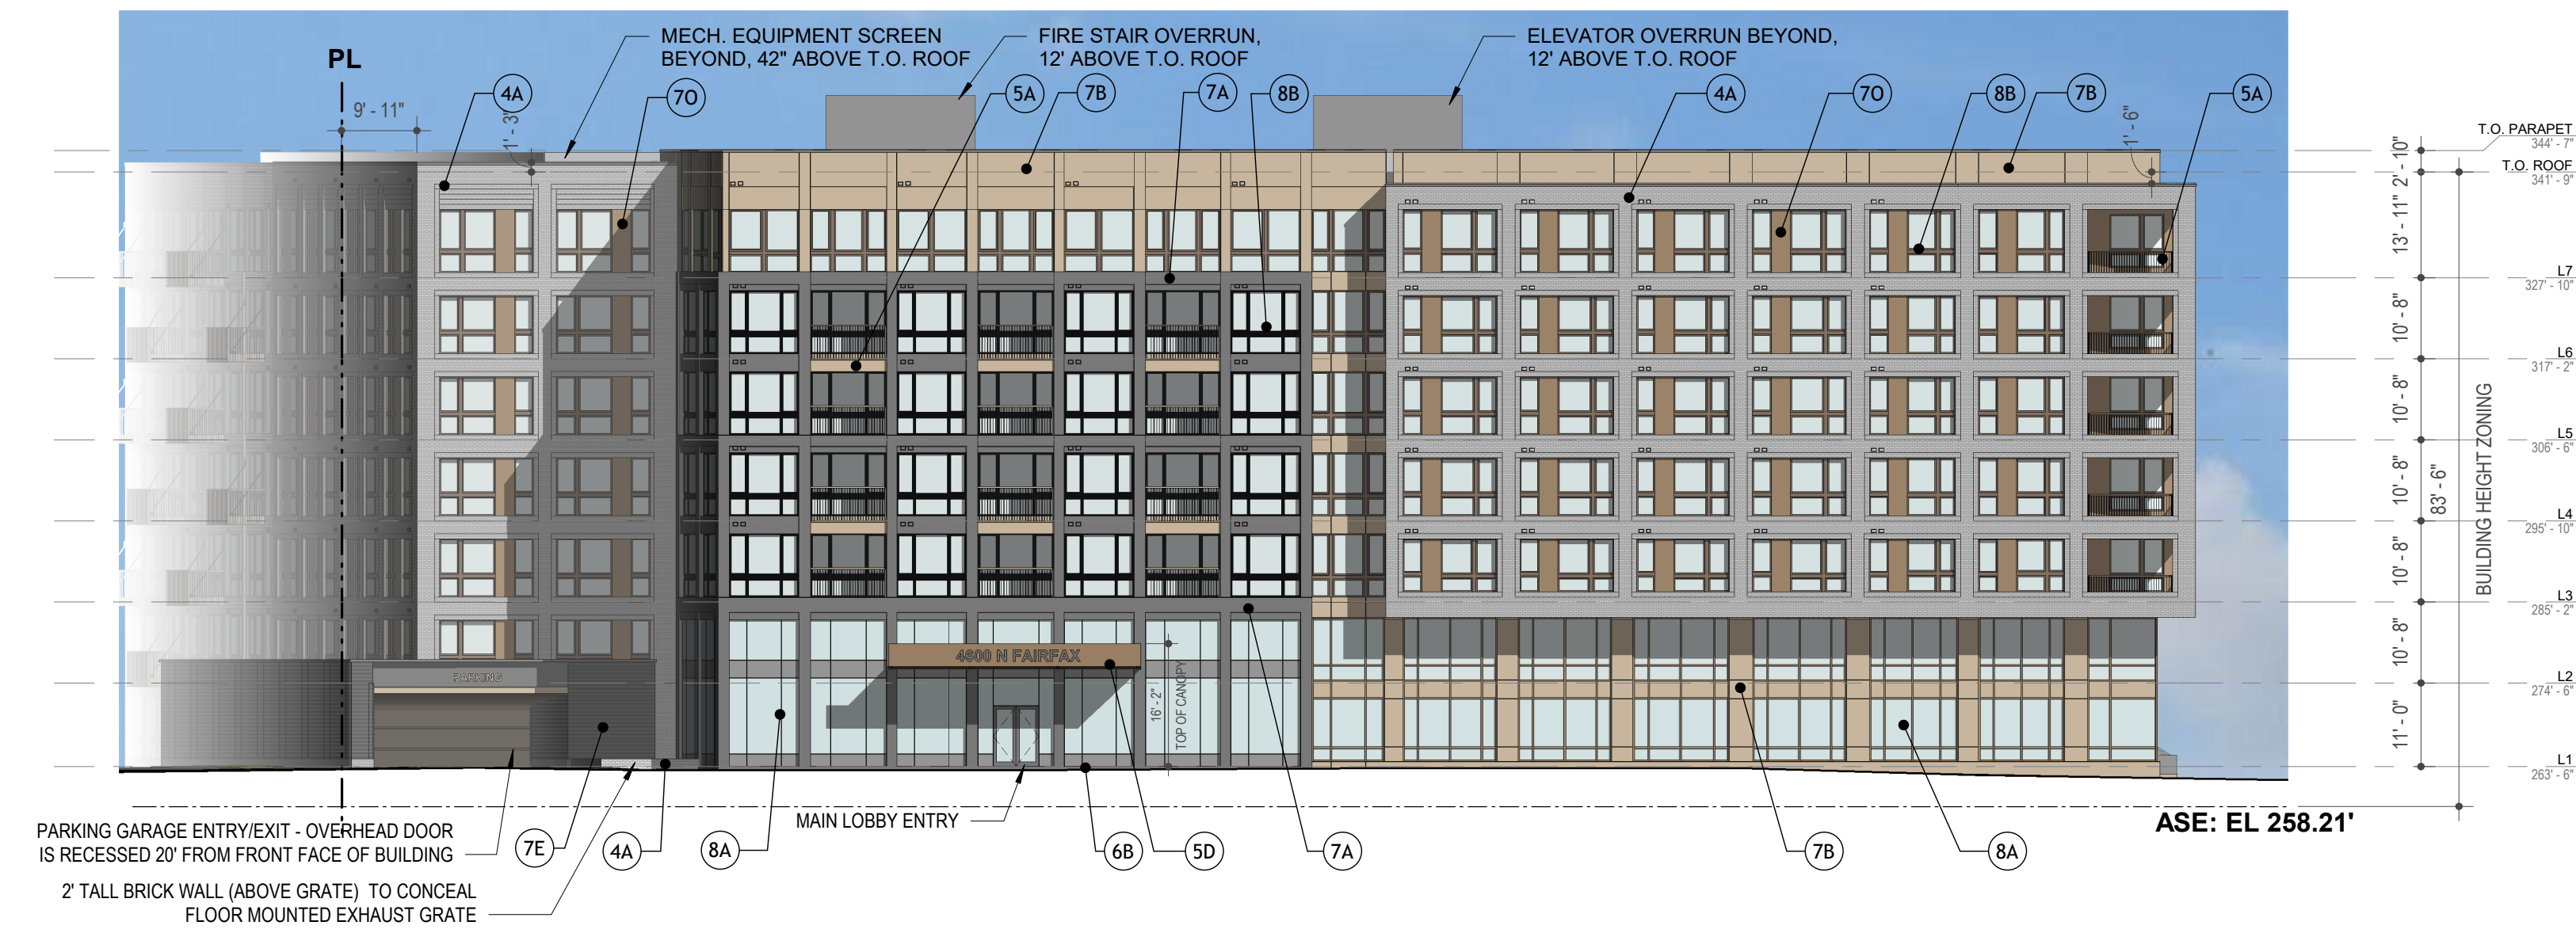 MECH. EQUIPMENT SCREEN
BEYOND, 42" ABOVE T.O. ROOF
FIRE STAIR OVERRUN,
12' ABOVE T.O. ROOF
ELEVATOR OVERRUN BEYOND,
12' ABOVE T.O. ROOF
PL
4A
7O
5A
7B
7A
8B
4A
7O
8B
7B
5A
9' - 11"
1' - 3"
1' - 6"
T.O. PARAPET
344' - 7"
2' - 10"
T.O. ROOF
341' - 9"
13' - 11"
L7
327' - 10"
10' - 8"
L6
317' - 2"
10' - 8"
L5
306' - 6"
10' - 8"
L4
295' - 10"
10' - 8"
L3
285' - 2"
10' - 8"
L2
274' - 6"
11' - 0"
L1
263' - 6"
83' - 6"
BUILDING HEIGHT ZONING
4600 N FAIRFAX
PARKING
16' - 2"
TOP OF CANOPY
MAIN LOBBY ENTRY
ASE: EL 258.21'
PARKING GARAGE ENTRY/EXIT - OVERHEAD DOOR
IS RECESSED 20' FROM FRONT FACE OF BUILDING
7E
4A
8A
6B
5D
7A
7B
8A
2' TALL BRICK WALL (ABOVE GRATE) TO CONCEAL
FLOOR MOUNTED EXHAUST GRATE